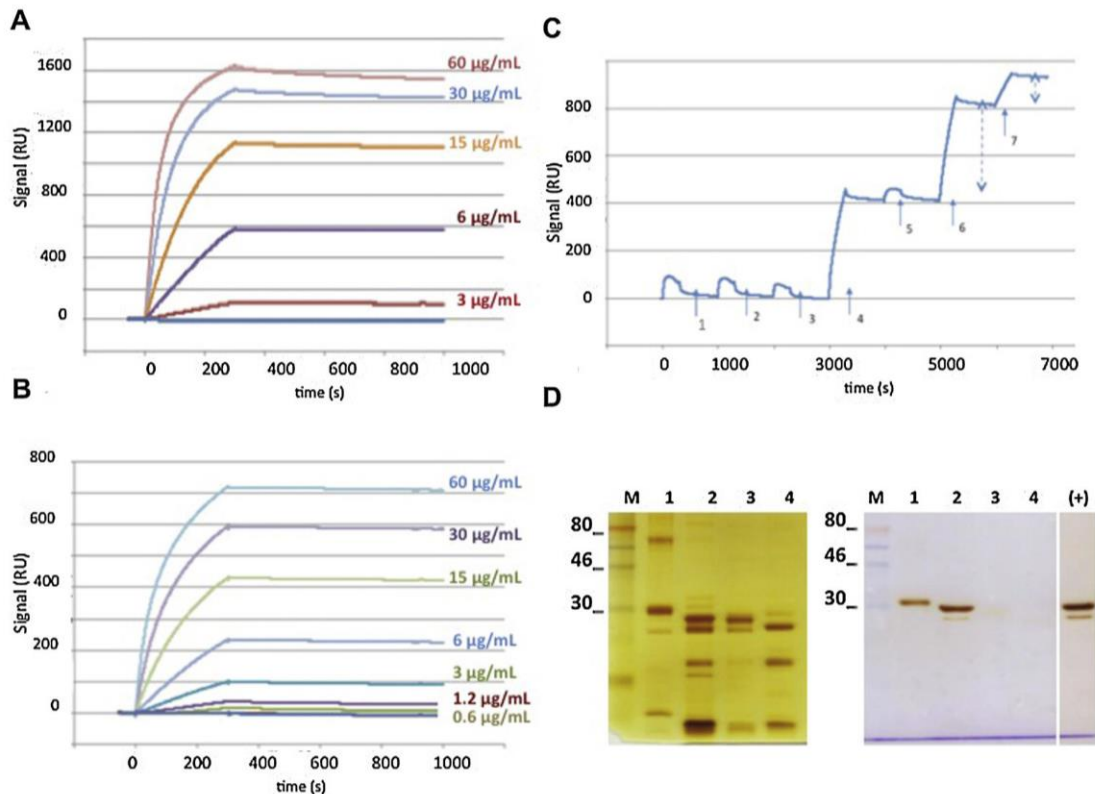 A
Signal (RU)
1600
1200
800
400
0
60 µg/mL
30 µg/mL
15 µg/mL
6 µg/mL
3 µg/mL
0 200 400 600 800 1000
time (s)
B
Signal (RU)
800
600
400
200
0
60 µg/mL
30 µg/mL
15 µg/mL
6 µg/mL
3 µg/mL
1.2 µg/mL
0.6 µg/mL
0 200 400 600 800 1000
time (s)
C
Signal (RU)
800
600
400
200
0
1 2 3 4 5 6 7
0 1000 3000 5000 7000
time (s)
D
M 1 2 3 4
80
46
30
M 1 2 3 4 (+)
80
46
30